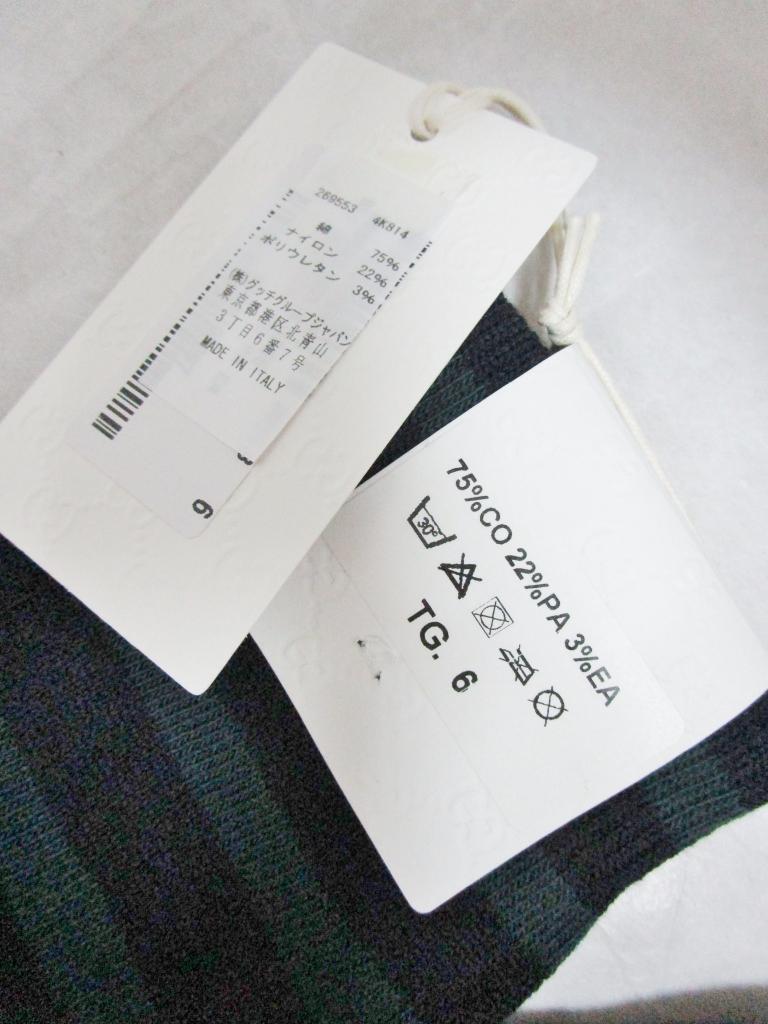 269553 4K814
綿 75%
ナイロン 22%
ポリウレタン 3%
(株)グッチグループジャパン
東京都港区北青山
3丁目6番7号
MADE IN ITALY
6
75%CO 22%PA 3%EA
30°
TG. 6